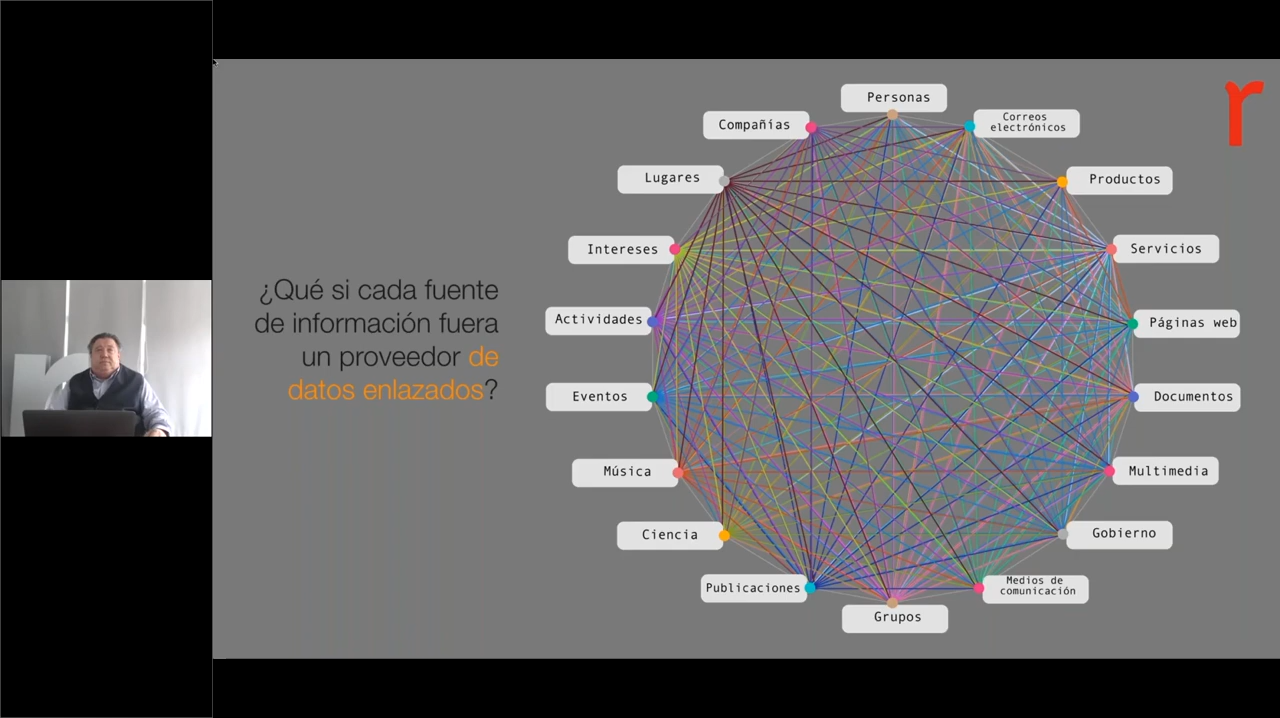 ¿Qué si cada fuente
de información fuera
un proveedor de
datos enlazados?
Personas
Correos
electrónicos
Productos
Servicios
Páginas web
Documentos
Multimedia
Gobierno
Medios de
comunicación
Grupos
Publicaciones
Ciencia
Música
Eventos
Actividades
Intereses
Lugares
Compañías
r